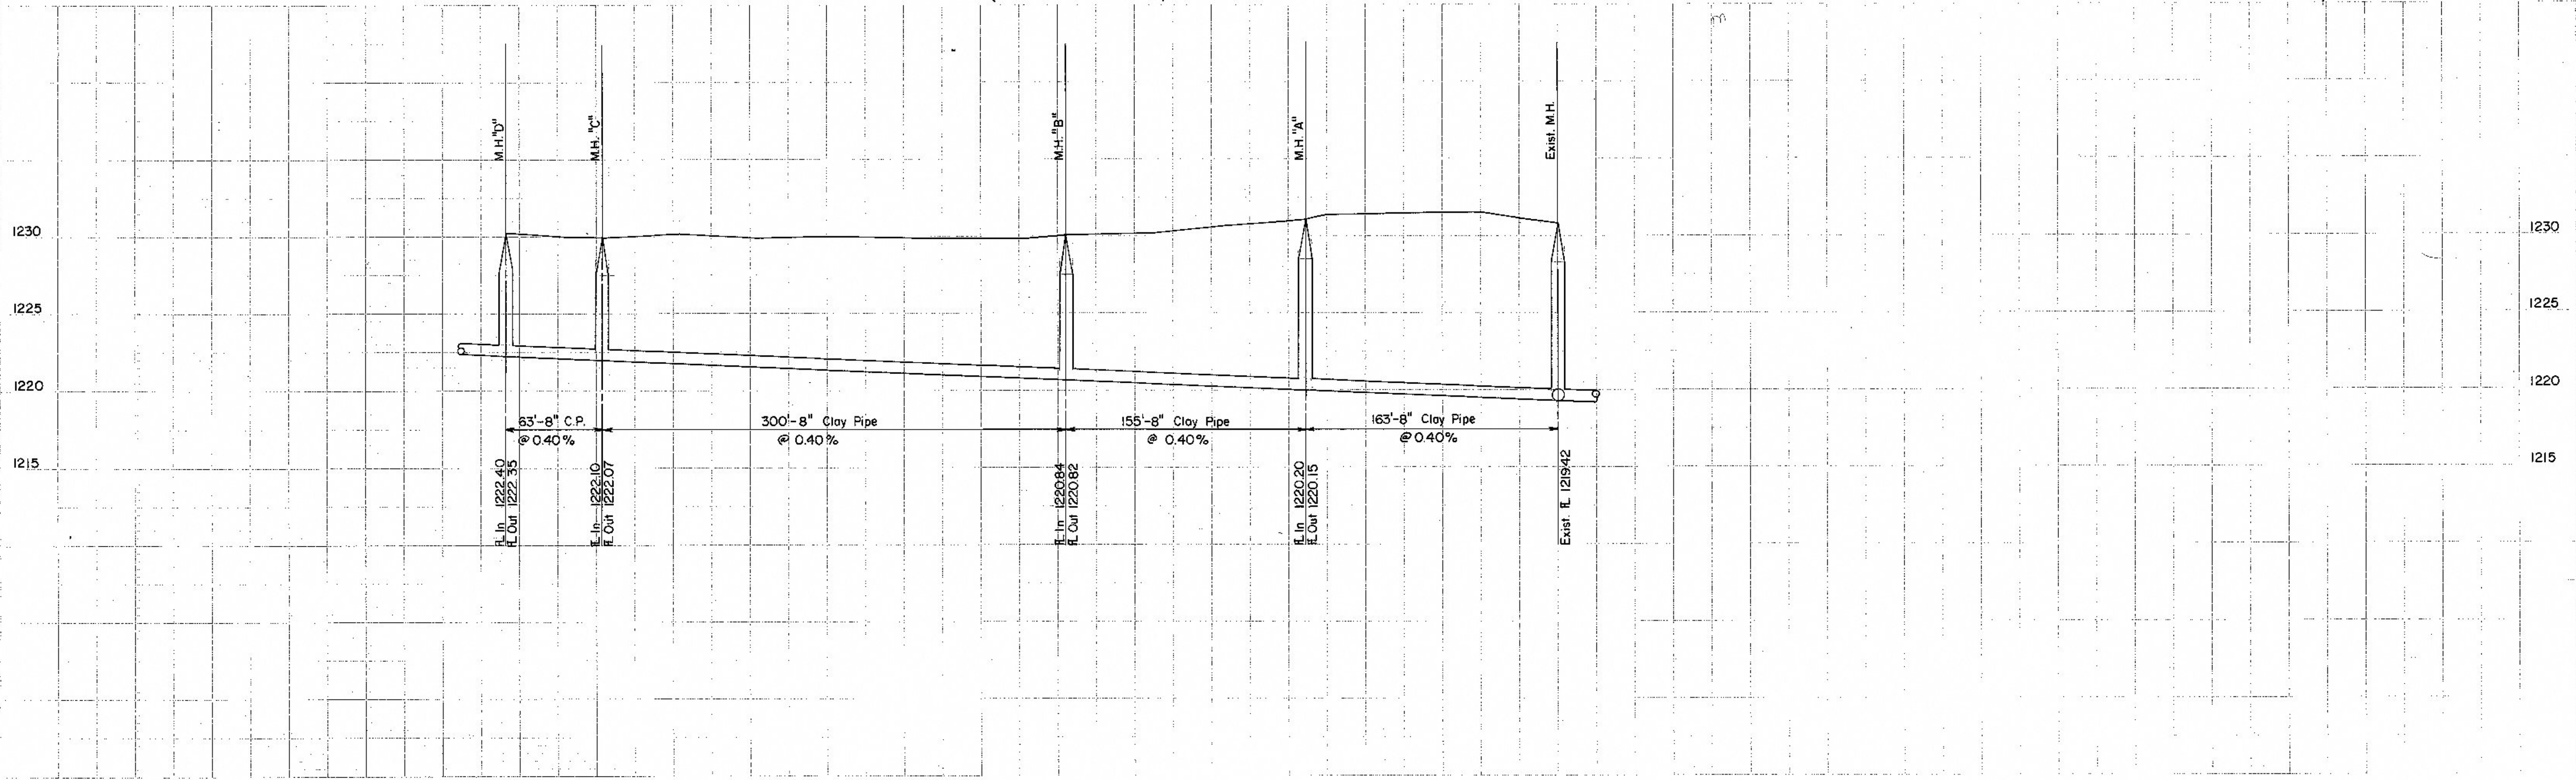 M.H."D"
M.H."C"
M.H."B"
M.H."A"
Exist. M.H.
1230
1230
1225
1225
1220
1220
63'-8" C.P.
@ 0.40%
300'-8" Clay Pipe
@ 0.40%
155'-8" Clay Pipe
@ 0.40%
163'-8" Clay Pipe
@ 0.40%
1215
1215
FL In 1222.40
FL Out 1222.35
FL In 1222.10
FL Out 1222.07
FL In 1220.84
FL Out 1220.82
FL In 1220.20
FL Out 1220.15
Exist. FL 1219.42